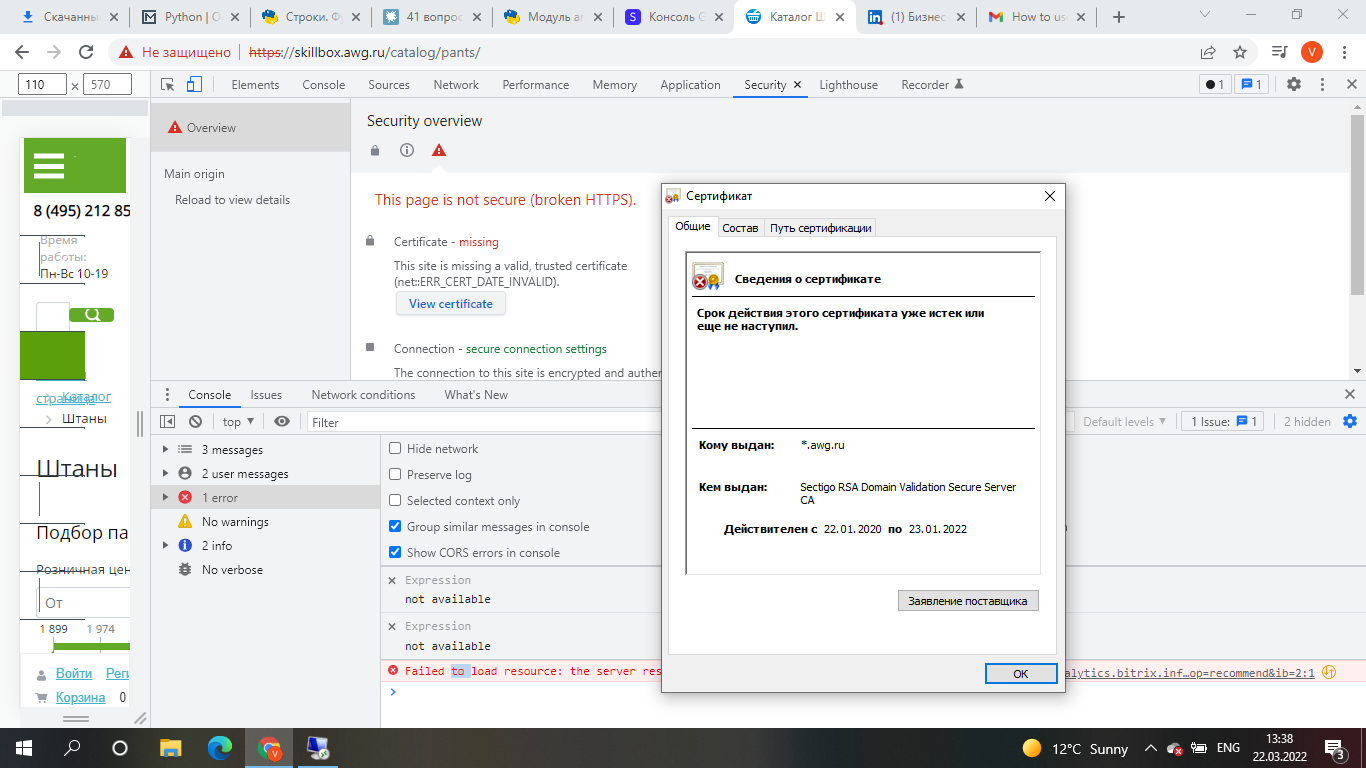 Скачанны
Python | О
Строки. Фу
41 вопрос
Модуль ar
Консоль G
Каталог Ш
(1) Бизнес
How to us
Не защищено
https://skillbox.awg.ru/catalog/pants/
V
110 × 570
Elements Console Sources Network Performance Memory Application Security Lighthouse Recorder
1 1
Overview
Main origin
Reload to view details
Security overview
This page is not secure (broken HTTPS).
Certificate - missing
This site is missing a valid, trusted certificate
(net::ERR_CERT_DATE_INVALID).
View certificate
Connection - secure connection settings
The connection to this site is encrypted and auther
8 (495) 212 85
Время
работы:
Пн-Вс 10-19
страница
Каталог
Штаны
Штаны
Подбор па
Розничная цен
От
1 899 1 974
Войти Реги
Корзина 0
Console Issues Network conditions What's New
top Filter Default levels 1 Issue: 1 2 hidden
3 messages
2 user messages
1 error
No warnings
2 info
No verbose
Hide network
Preserve log
Selected context only
Group similar messages in console
Show CORS errors in console
Expression
not available
Expression
not available
Failed to load resource: the server res
alytics.bitrix.inf…op=recommend&ib=2:1
Сертификат
Общие Состав Путь сертификации
Сведения о сертификате
Срок действия этого сертификата уже истек или
еще не наступил.
Кому выдан: *.awg.ru
Кем выдан: Sectigo RSA Domain Validation Secure Server
CA
Действителен с 22.01.2020 по 23.01.2022
Заявление поставщика
OK
12°C Sunny
ENG
13:38
22.03.2022
3